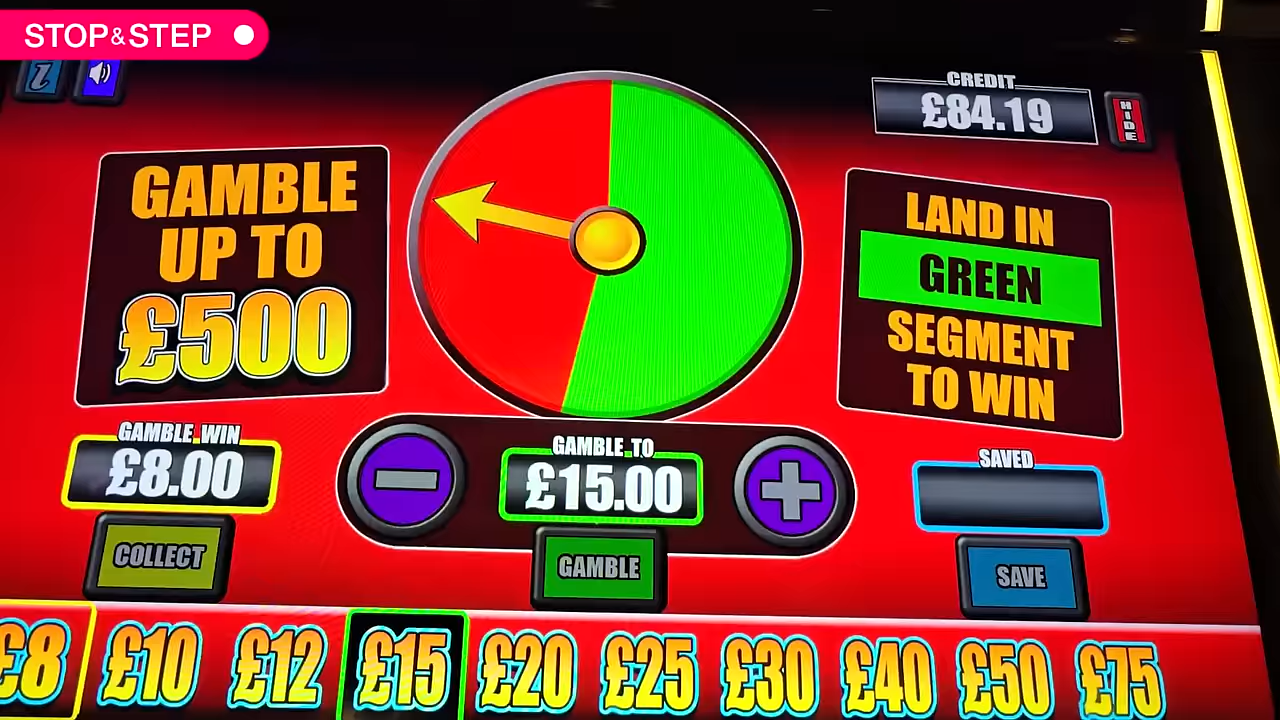 STOP&STEP
i
CREDIT
£84.19
HIDE
GAMBLE
UP TO
£500
LAND IN
GREEN
SEGMENT
TO WIN
GAMBLE WIN
£8.00
GAMBLE TO
£15.00
SAVED
COLLECT
GAMBLE
SAVE
£8 £10 £12 £15 £20 £25 £30 £40 £50 £75